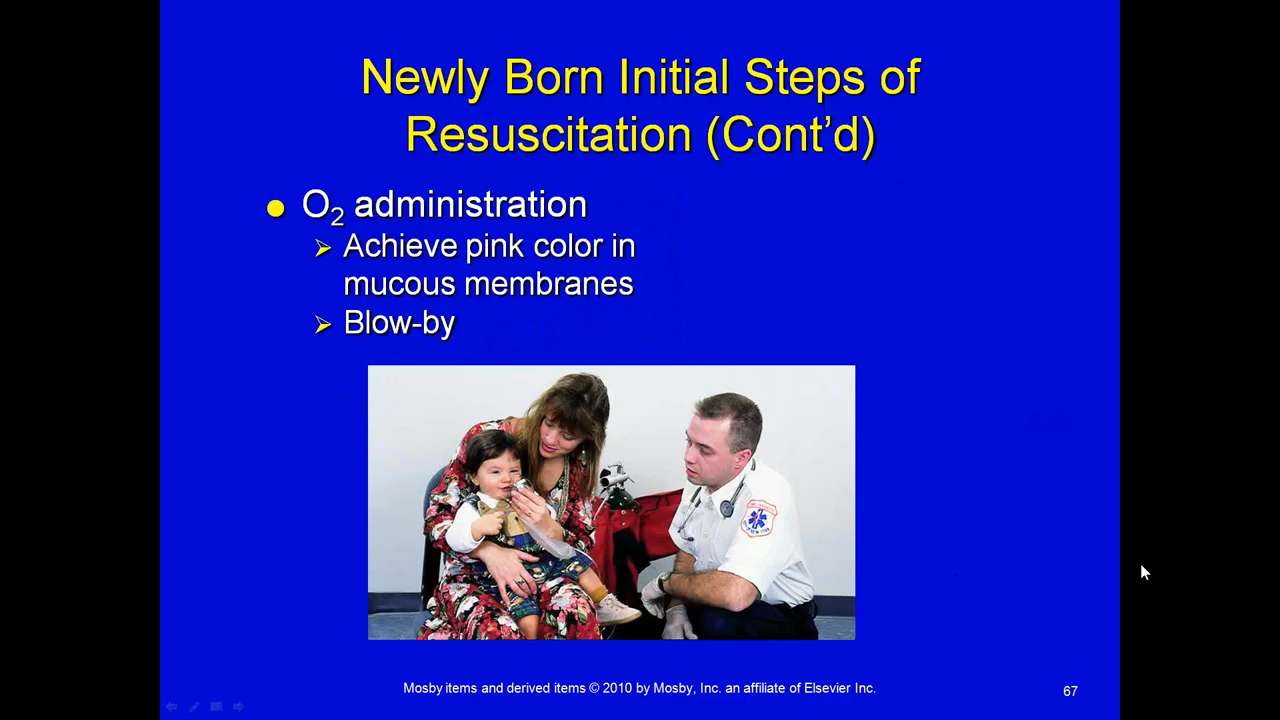 Newly Born Initial Steps of
Resuscitation (Cont’d)
O₂ administration
Achieve pink color in
mucous membranes
Blow-by
Mosby items and derived items © 2010 by Mosby, Inc. an affiliate of Elsevier Inc.
67